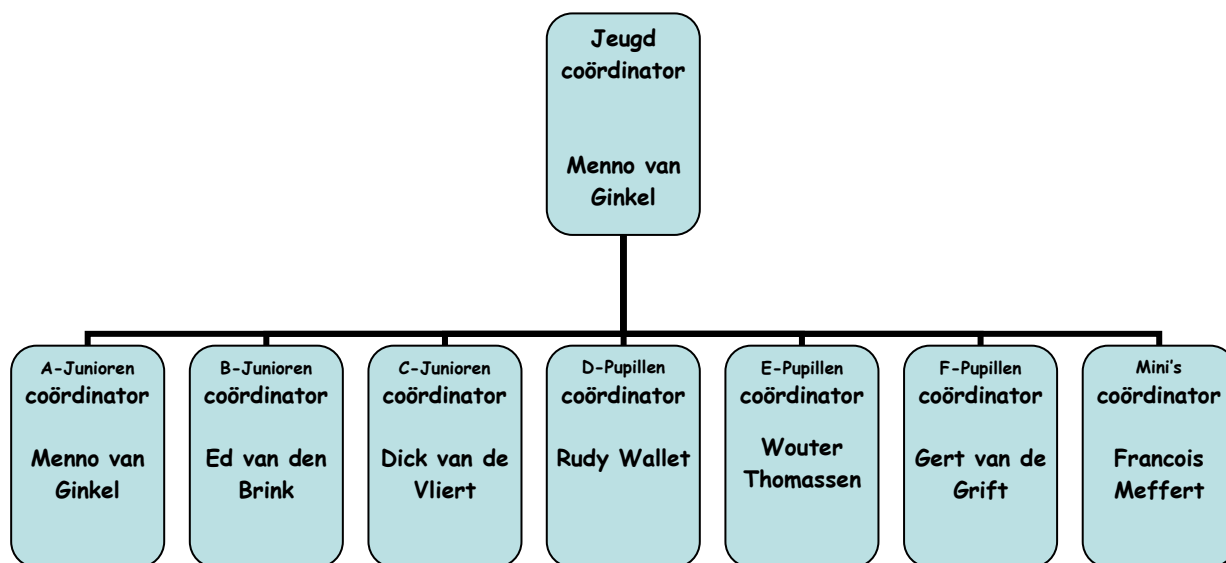 Jeugd
coördinator
Menno van
Ginkel
A-Junioren
coördinator
Menno van
Ginkel
B-Junioren
coördinator
Ed van den
Brink
C-Junioren
coördinator
Dick van de
Vliert
D-Pupillen
coördinator
Rudy Wallet
E-Pupillen
coördinator
Wouter
Thomassen
F-Pupillen
coördinator
Gert van de
Grift
Mini's
coördinator
Francois
Meffert